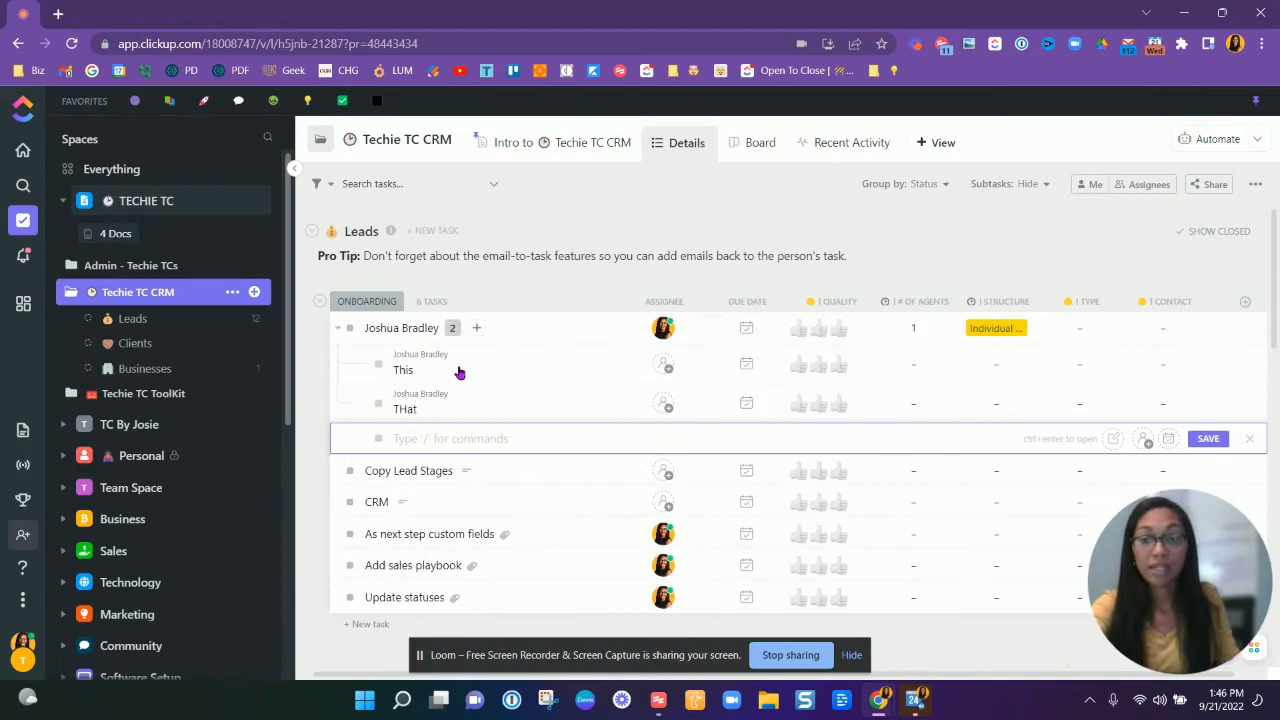 app.clickup.com/18008747/v/l/h5jnb-21287?pr=48443434
11
112
Wed
Biz
PD
PDF
Geek
CHG
LUM
Open To Close | ...
FAVORITES
Spaces
Everything
TECHIE TC
4 Docs
Admin - Techie TCs
Techie TC CRM
Leads
12
Clients
Businesses
1
Techie TC ToolKit
TC By Josie
Personal
Team Space
Business
Sales
Technology
Marketing
Community
Software Setup
Techie TC CRM
Intro to Techie TC CRM
Details
Board
Recent Activity
+ View
Automate
Search tasks...
Group by: Status
Subtasks: Hide
Me
Assignees
Share
Leads
+ NEW TASK
SHOW CLOSED
Pro Tip: Don't forget about the email-to-task features so you can add emails back to the person's task.
ONBOARDING
6 TASKS
ASSIGNEE
DUE DATE
| QUALITY
| # OF AGENTS
| STRUCTURE
| TYPE
| CONTACT
Joshua Bradley
2
1
Individual ...
Joshua Bradley
This
Joshua Bradley
THat
Type '/' for commands
ctrl+enter to open
SAVE
Copy Lead Stages
CRM
As next step custom fields
Add sales playbook
Update statuses
+ New task
Loom – Free Screen Recorder & Screen Capture is sharing your screen.
Stop sharing
Hide
1:46 PM
9/21/2022